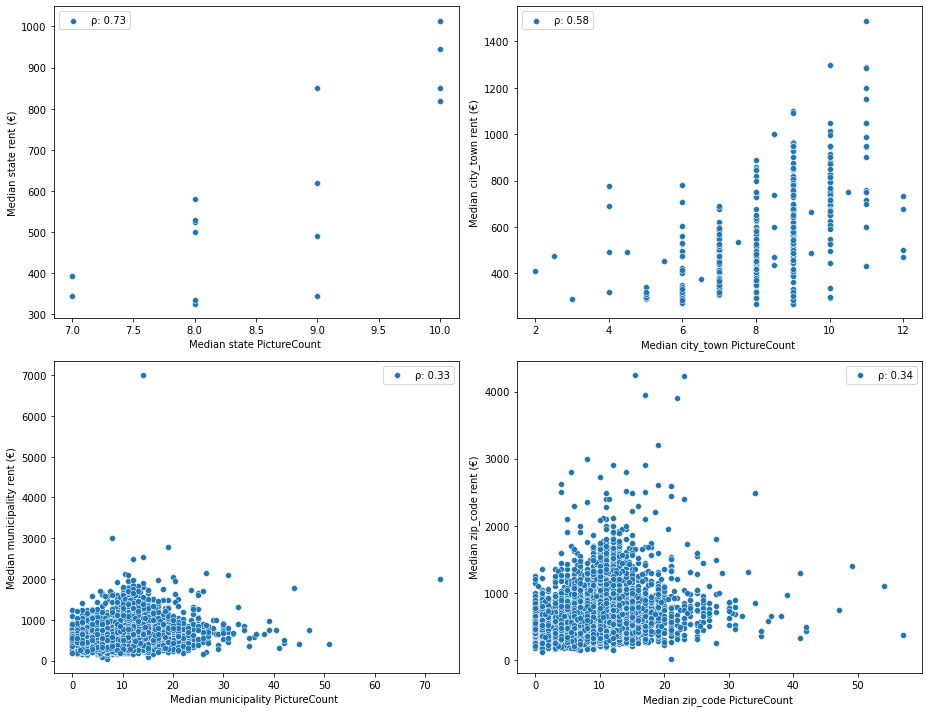 ρ: 0.73
1000
900
800
700
600
500
400
300
Median state rent (€)
7.0 7.5 8.0 8.5 9.0 9.5 10.0
Median state PictureCount
ρ: 0.58
1400
1200
1000
800
600
400
Median city_town rent (€)
2 4 6 8 10 12
Median city_town PictureCount
ρ: 0.33
7000
6000
5000
4000
3000
2000
1000
0
Median municipality rent (€)
0 10 20 30 40 50 60 70
Median municipality PictureCount
ρ: 0.34
4000
3000
2000
1000
0
Median zip_code rent (€)
0 10 20 30 40 50
Median zip_code PictureCount